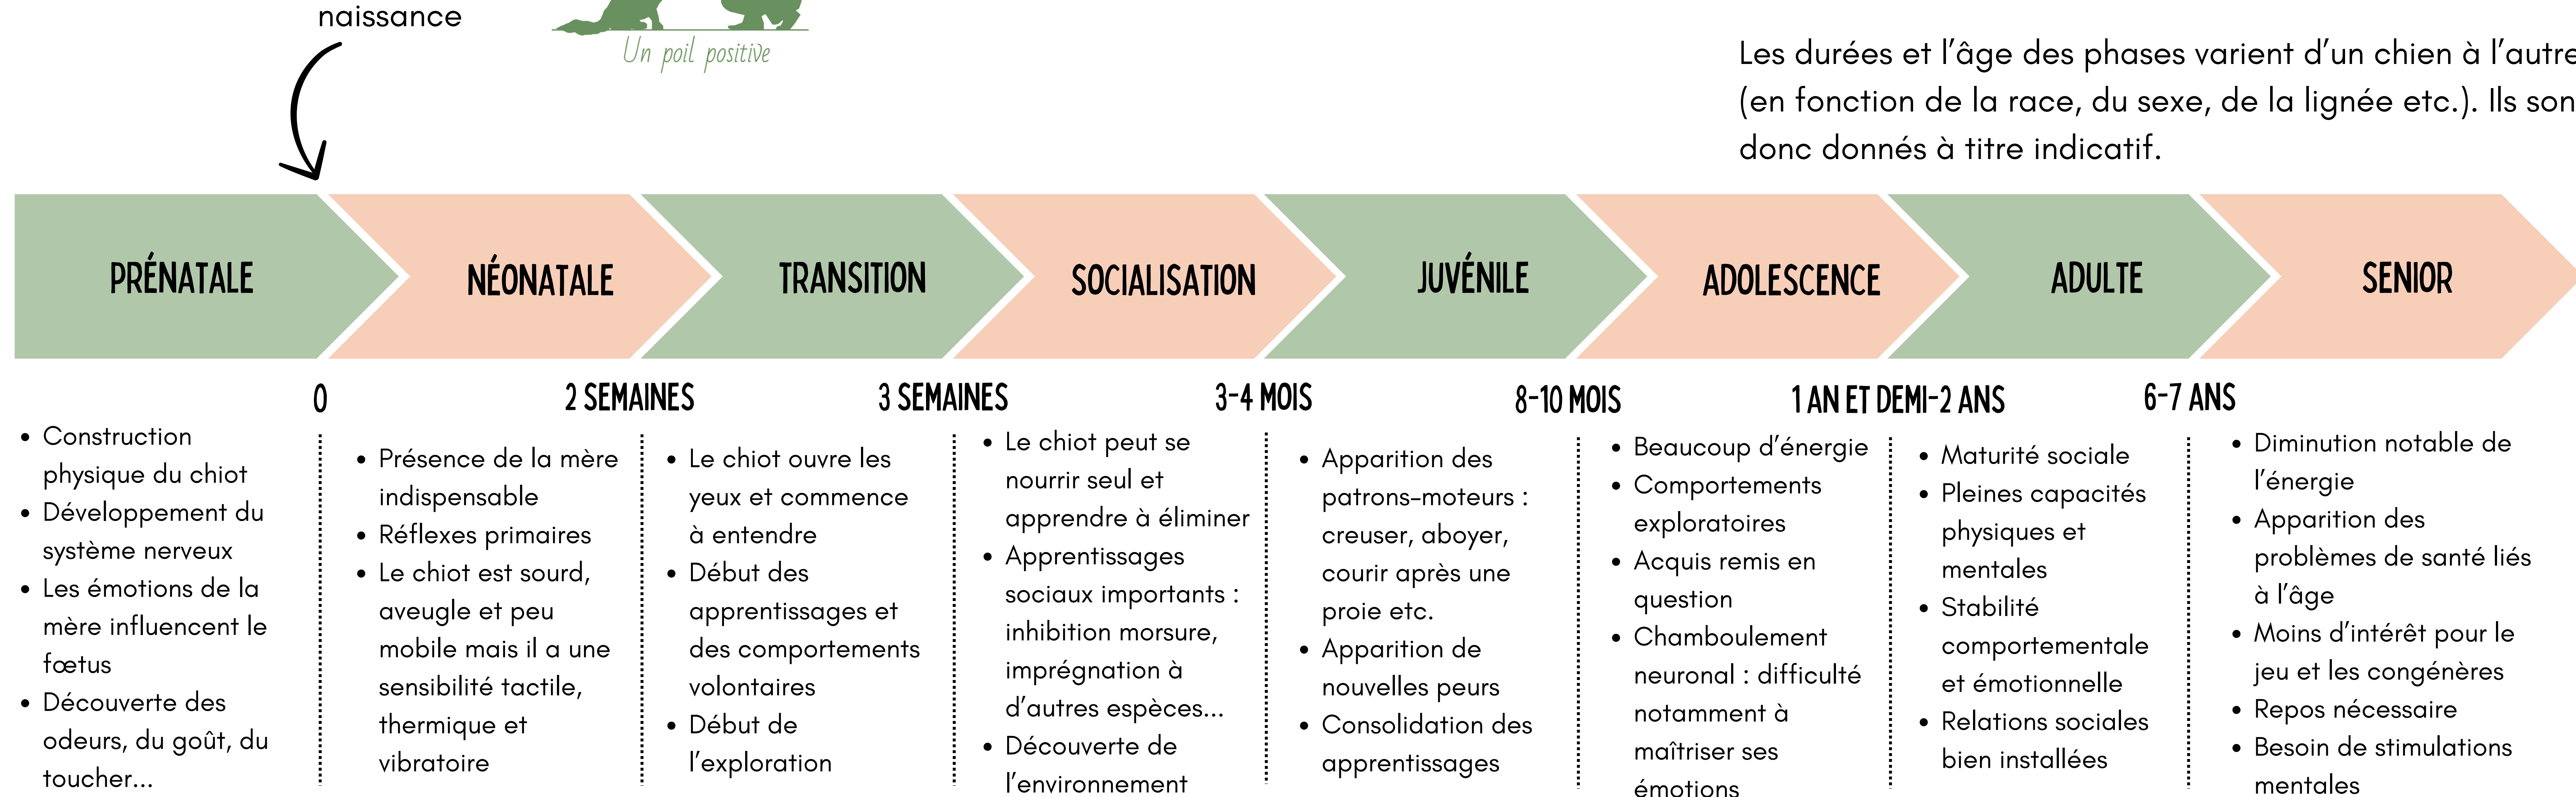 naissance
Un poil positive
Les durées et l'âge des phases varient d'un chien à l'autre
(en fonction de la race, du sexe, de la lignée etc.). Ils son
donc donnés à titre indicatif.
PRÉNATALE
NÉONATALE
TRANSITION
SOCIALISATION
JUVÉNILE
ADOLESCENCE
ADULTE
SENIOR
0
2 SEMAINES
3 SEMAINES
3-4 MOIS
8-10 MOIS
1 AN ET DEMI-2 ANS
6-7 ANS
• Construction
physique du chiot
• Développement du
système nerveux
• Les émotions de la
mère influencent le
fœtus
• Découverte des
odeurs, du goût, du
toucher...
• Présence de la mère
indispensable
• Réflexes primaires
• Le chiot est sourd,
aveugle et peu
mobile mais il a une
sensibilité tactile,
thermique et
vibratoire
• Le chiot ouvre les
yeux et commence
à entendre
• Début des
apprentissages et
des comportements
volontaires
• Début de
l'exploration
• Le chiot peut se
nourrir seul et
apprendre à éliminer
• Apprentissages
sociaux importants :
inhibition morsure,
imprégnation à
d'autres espèces...
• Découverte de
l'environnement
• Apparition des
patrons-moteurs :
creuser, aboyer,
courir après une
proie etc.
• Apparition de
nouvelles peurs
• Consolidation des
apprentissages
• Beaucoup d'énergie
• Comportements
exploratoires
• Acquis remis en
question
• Chamboulement
neuronal : difficulté
notamment à
maîtriser ses
émotions
• Maturité sociale
• Pleines capacités
physiques et
mentales
• Stabilité
comportementale
et émotionnelle
• Relations sociales
bien installées
• Diminution notable de
l'énergie
• Apparition des
problèmes de santé liés
à l'âge
• Moins d'intérêt pour le
jeu et les congénères
• Repos nécessaire
• Besoin de stimulations
mentales